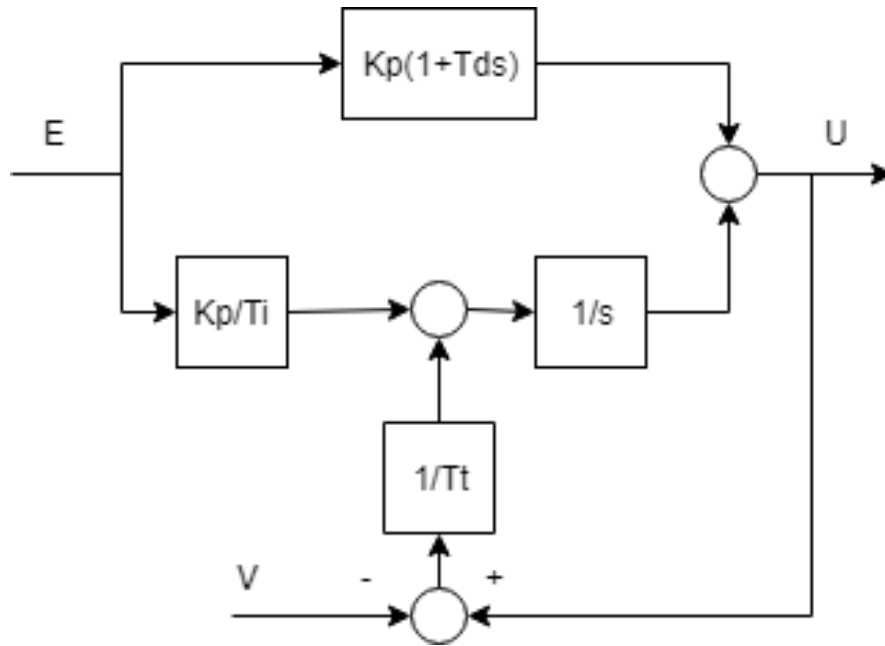 Kp(1+Tds)
E
U
Kp/Ti
1/s
1/Tt
V
-
+